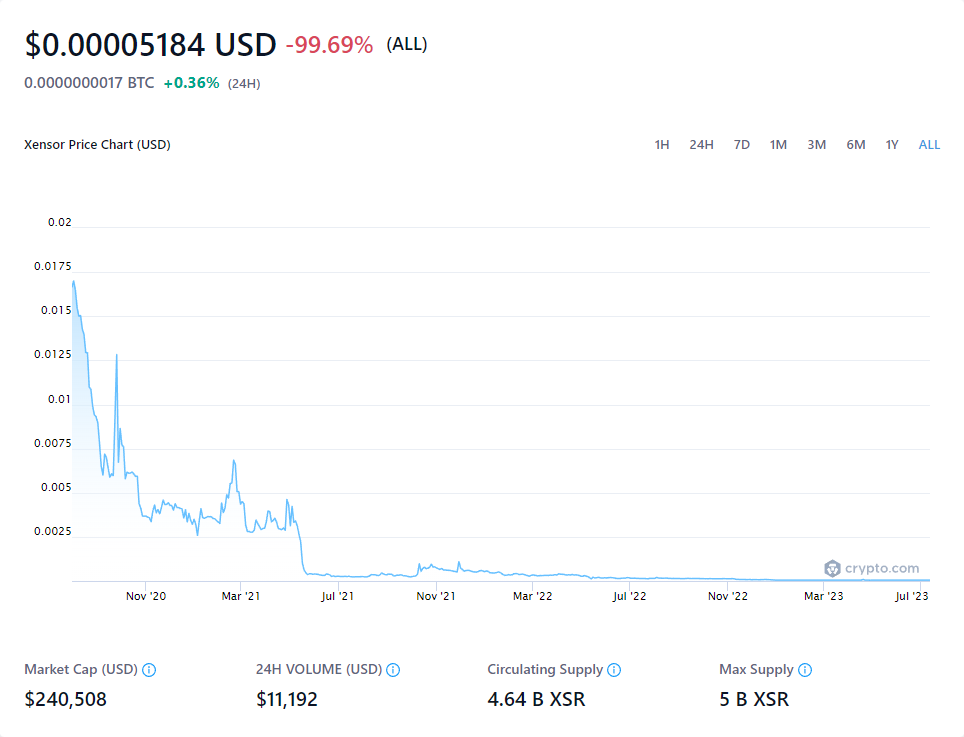 $0.00005184 USD -99.69% (ALL)
0.0000000017 BTC +0.36% (24H)
Xensor Price Chart (USD) 1H 24H 7D 1M 3M 6M 1Y ALL
0.02
0.0175
0.015
0.0125
0.01
0.0075
0.005
0.0025
crypto.com
Nov '20 Mar '21 Jul '21 Nov '21 Mar '22 Jul '22 Nov '22 Mar '23 Jul '23
Market Cap (USD) 24H VOLUME (USD) Circulating Supply Max Supply
$240,508 $11,192 4.64 B XSR 5 B XSR